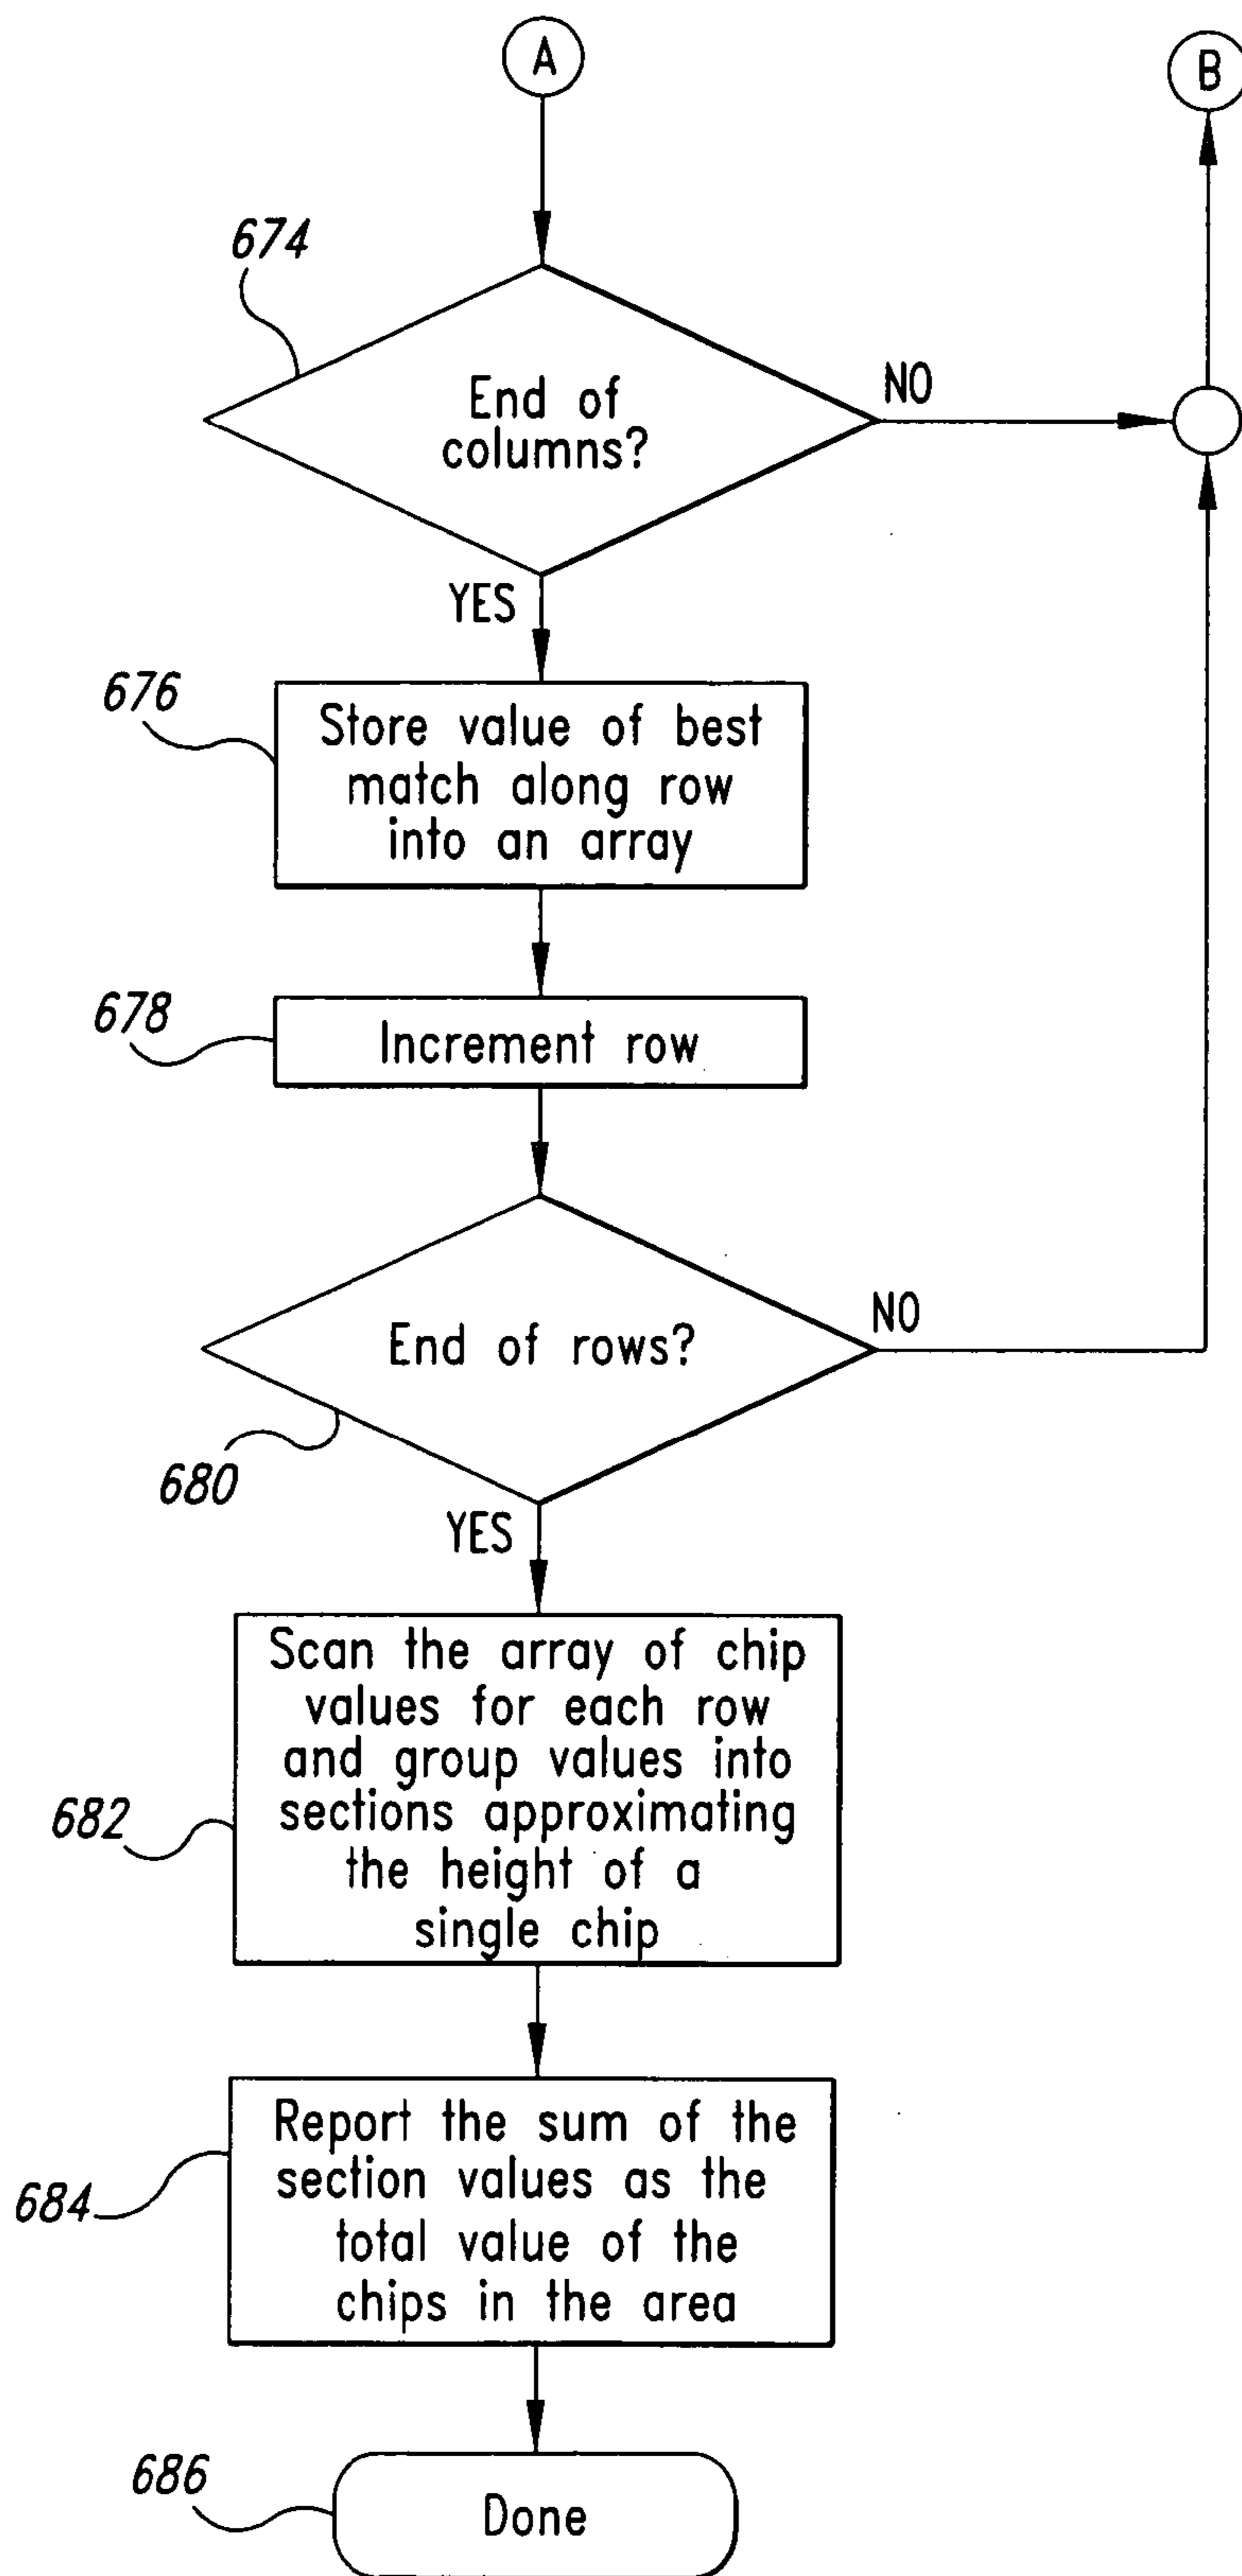 A
B
674
End of
columns?
NO
YES
676
Store value of best
match along row
into an array
678
Increment row
End of rows?
NO
680
YES
Scan the array of chip
values for each row
and group values into
sections approximating
the height of a
single chip
682
Report the sum of the
section values as the
total value of the
chips in the area
684
686
Done